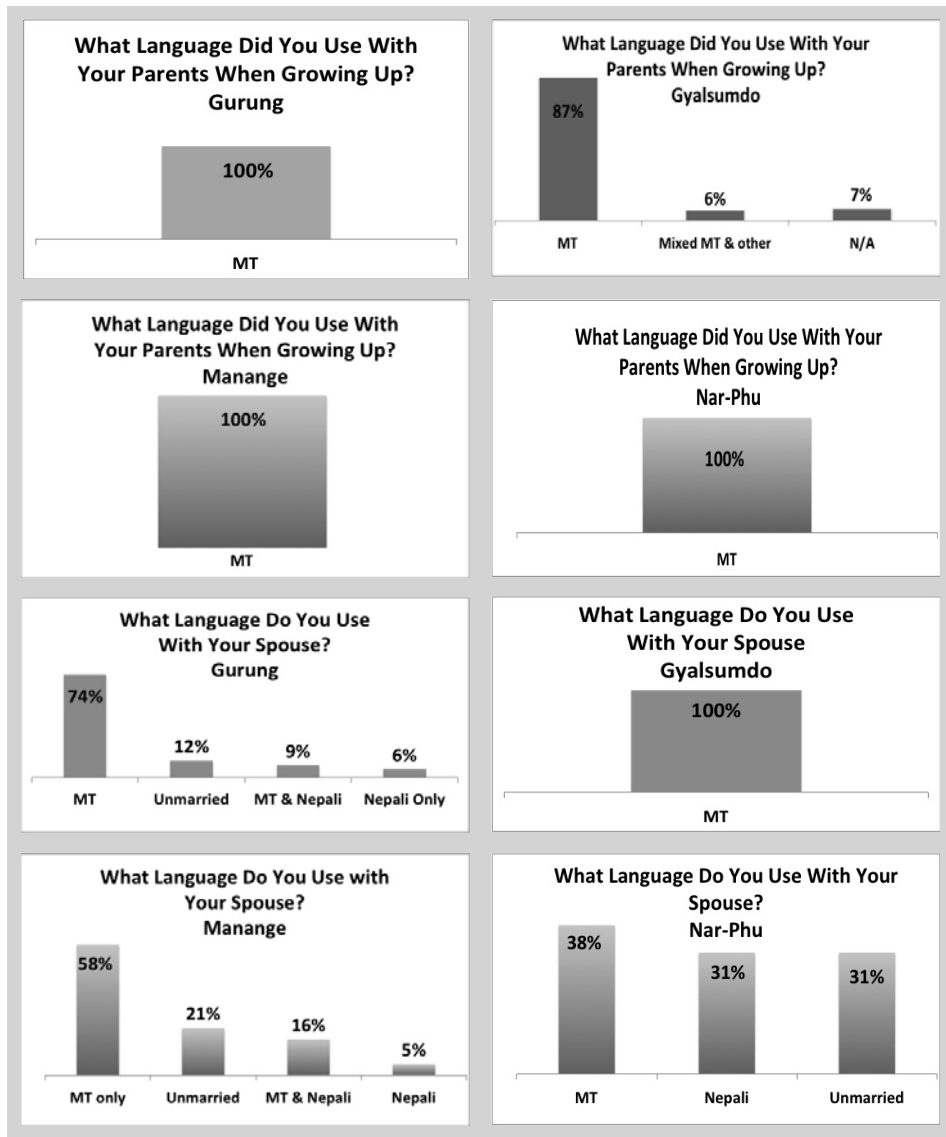 What Language Did You Use With
Your Parents When Growing Up?
Gurung
100%
MT
What Language Did You Use With Your
Parents When Growing Up?
Gyalsumdo
87%
6%
7%
MT
Mixed MT & other
N/A
What Language Did You Use With
Your Parents When Growing Up?
Manange
100%
MT
What Language Did You Use With Your
Parents When Growing Up?
Nar-Phu
100%
MT
What Language Do You Use
With Your Spouse?
Gurung
74%
12%
9%
6%
MT
Unmarried
MT & Nepali
Nepali Only
What Language Do You Use
With Your Spouse
Gyalsumdo
100%
MT
What Language Do You Use with
Your Spouse?
Manange
58%
21%
16%
5%
MT only
Unmarried
MT & Nepali
Nepali
What Language Do You Use With Your
Spouse?
Nar-Phu
38%
31%
31%
MT
Nepali
Unmarried